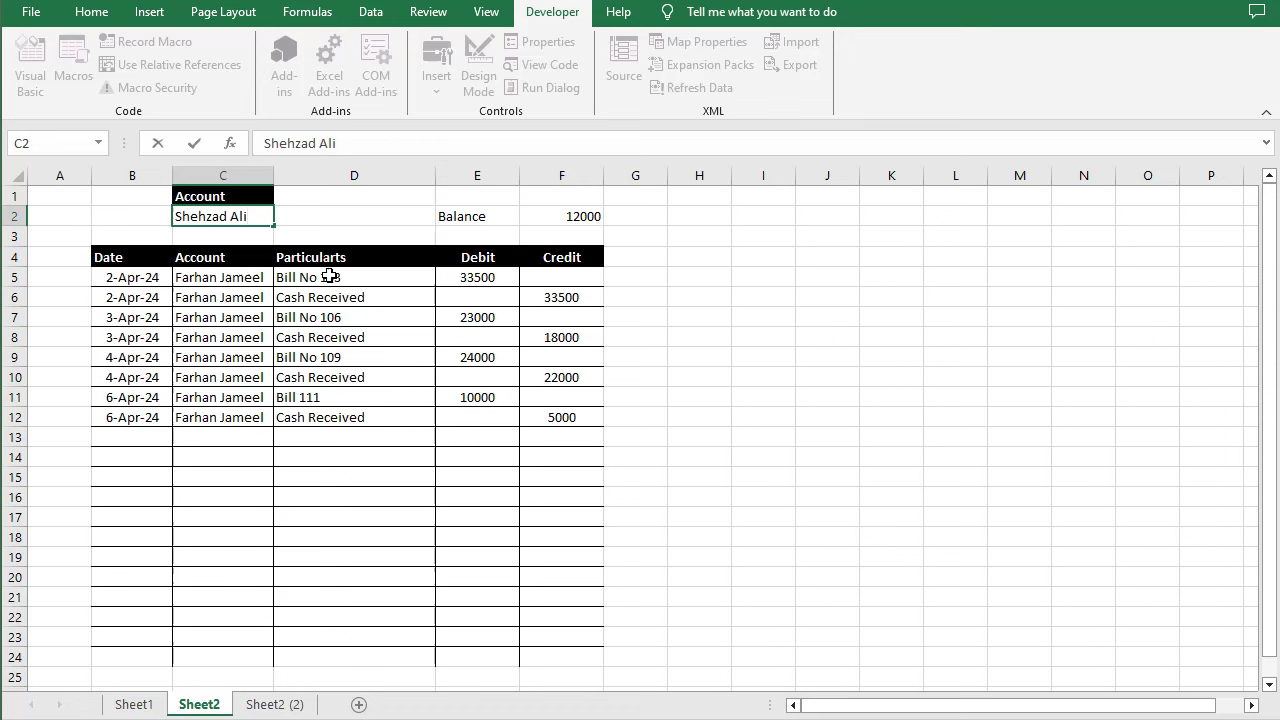 File Home Insert Page Layout Formulas Data Review View Developer Help Tell me what you want to do
Visual Basic
Macros
Record Macro
Use Relative References
Macro Security
Code
Add-ins
Excel Add-ins
COM Add-ins
Add-ins
Insert
Design Mode
Properties
View Code
Run Dialog
Controls
Source
Map Properties
Expansion Packs
Refresh Data
Import
Export
XML
C2 fx Shehzad Ali
A B C D E F G H I J K L M N O P
1 Account
2 Shehzad Ali Balance 12000
3
4 Date Account Particularts Debit Credit
5 2-Apr-24 Farhan Jameel Bill No 33500
6 2-Apr-24 Farhan Jameel Cash Received 33500
7 3-Apr-24 Farhan Jameel Bill No 106 23000
8 3-Apr-24 Farhan Jameel Cash Received 18000
9 4-Apr-24 Farhan Jameel Bill No 109 24000
10 4-Apr-24 Farhan Jameel Cash Received 22000
11 6-Apr-24 Farhan Jameel Bill 111 10000
12 6-Apr-24 Farhan Jameel Cash Received 5000
13
14
15
16
17
18
19
20
21
22
23
24
25
Sheet1 Sheet2 Sheet2 (2)